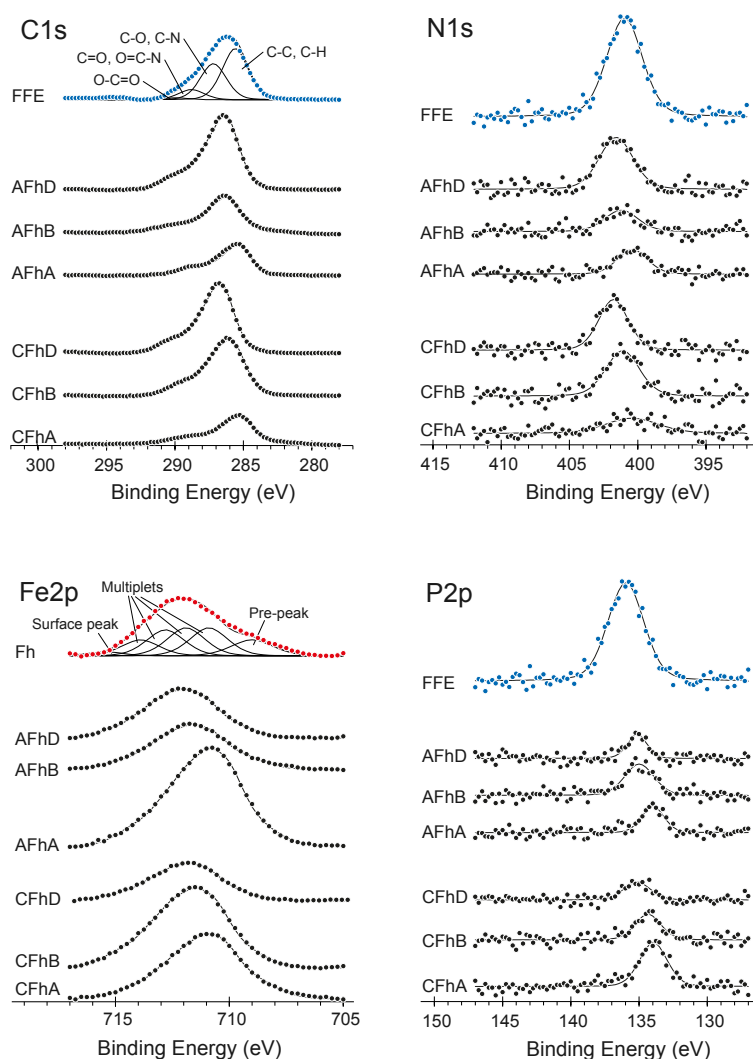 C1s
C-O, C-N
C=O, O=C-N
O-C=O
C-C, C-H
FFE
AFhD
AFhB
AFhA
CFhD
CFhB
CFhA
300 295 290 285 280
Binding Energy (eV)
N1s
FFE
AFhD
AFhB
AFhA
CFhD
CFhB
CFhA
415 410 405 400 395
Binding Energy (eV)
Fe2p
Multiplets
Surface peak
Pre-peak
Fh
AFhD
AFhB
AFhA
CFhD
CFhB
CFhA
715 710 705
Binding Energy (eV)
P2p
FFE
AFhD
AFhB
AFhA
CFhD
CFhB
CFhA
150 145 140 135 130
Binding Energy (eV)